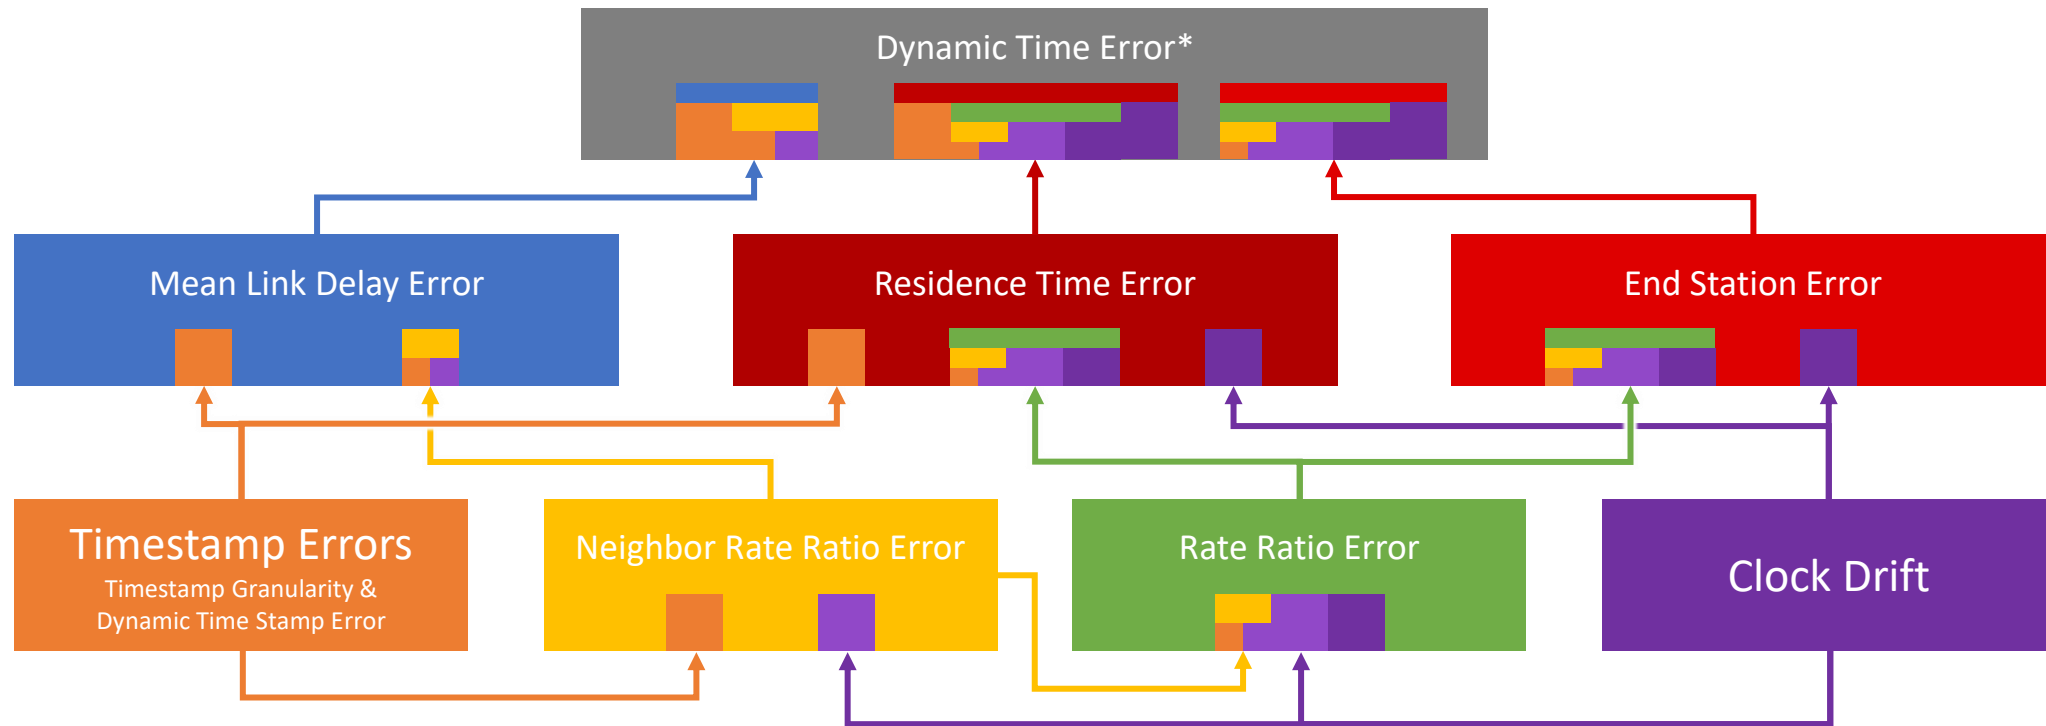 Dynamic Time Error*
Mean Link Delay Error
Residence Time Error
End Station Error
Timestamp Errors
Timestamp Granularity &
Dynamic Time Stamp Error
Neighbor Rate Ratio Error
Rate Ratio Error
Clock Drift